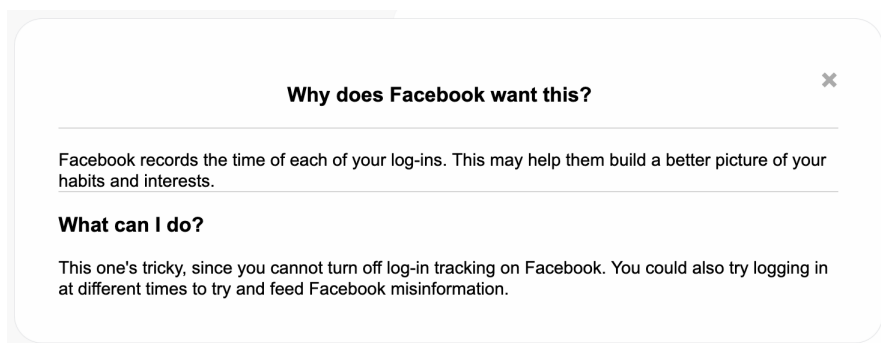 Why does Facebook want this?
Facebook records the time of each of your log-ins. This may help them build a better picture of your
habits and interests.
What can I do?
This one's tricky, since you cannot turn off log-in tracking on Facebook. You could also try logging in
at different times to try and feed Facebook misinformation.